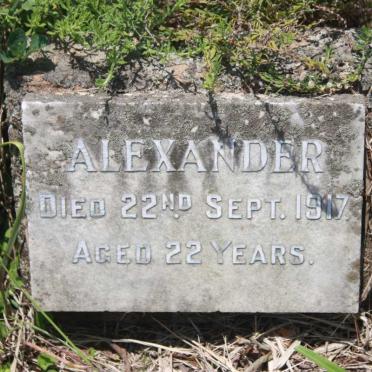 ALEXANDER
DIED 22ND SEPT. 1917
AGED 22 YEARS.